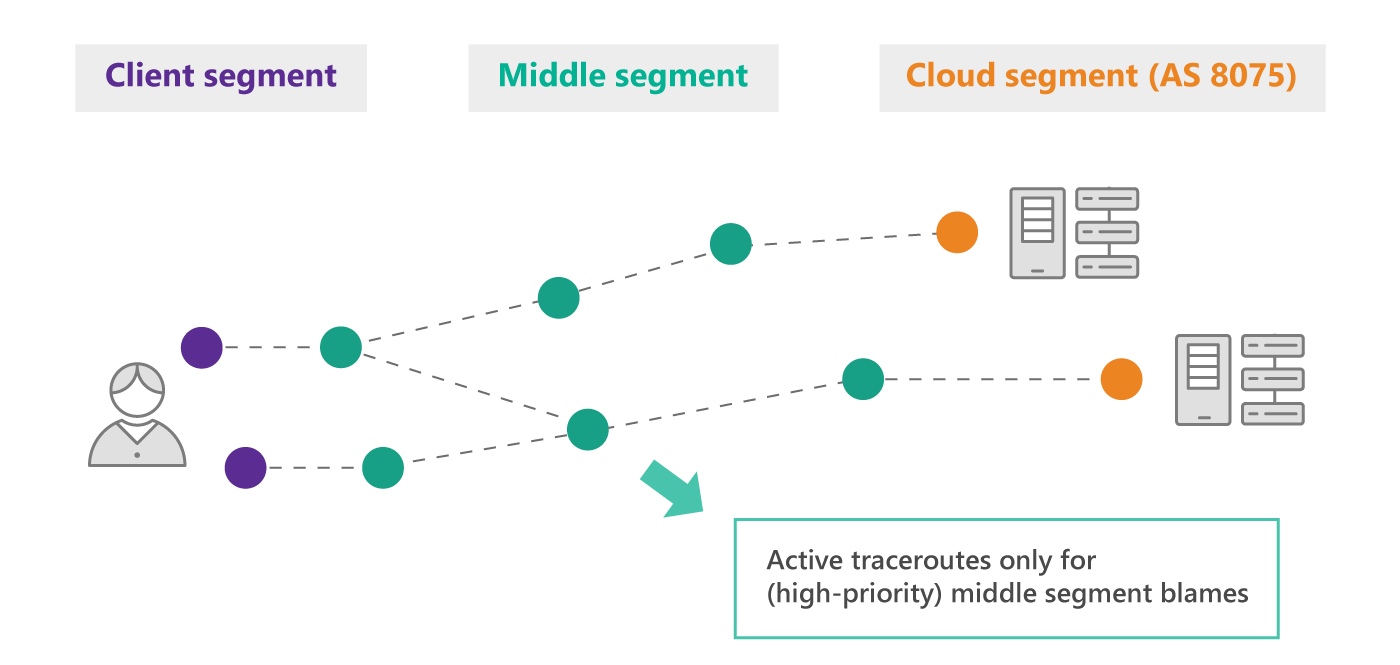 Client segment
Middle segment
Cloud segment (AS 8075)
Active traceroutes only for
(high-priority) middle segment blames